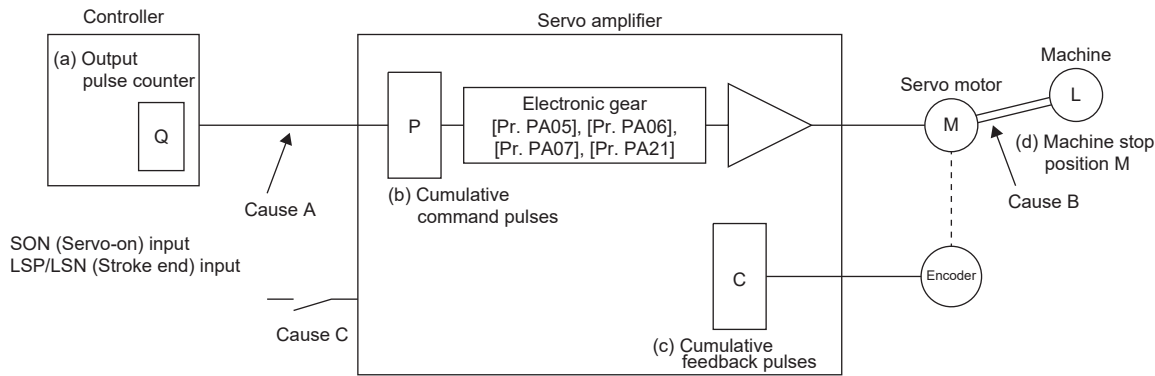 Controller
Servo amplifier
(a) Output
pulse counter
Q
Cause A
P
(b) Cumulative
command pulses
Electronic gear
[Pr. PA05], [Pr. PA06],
[Pr. PA07], [Pr. PA21]
Servo motor
M
Machine
L
(d) Machine stop
position M
Cause B
SON (Servo-on) input
LSP/LSN (Stroke end) input
Cause C
C
(c) Cumulative
feedback pulses
Encoder